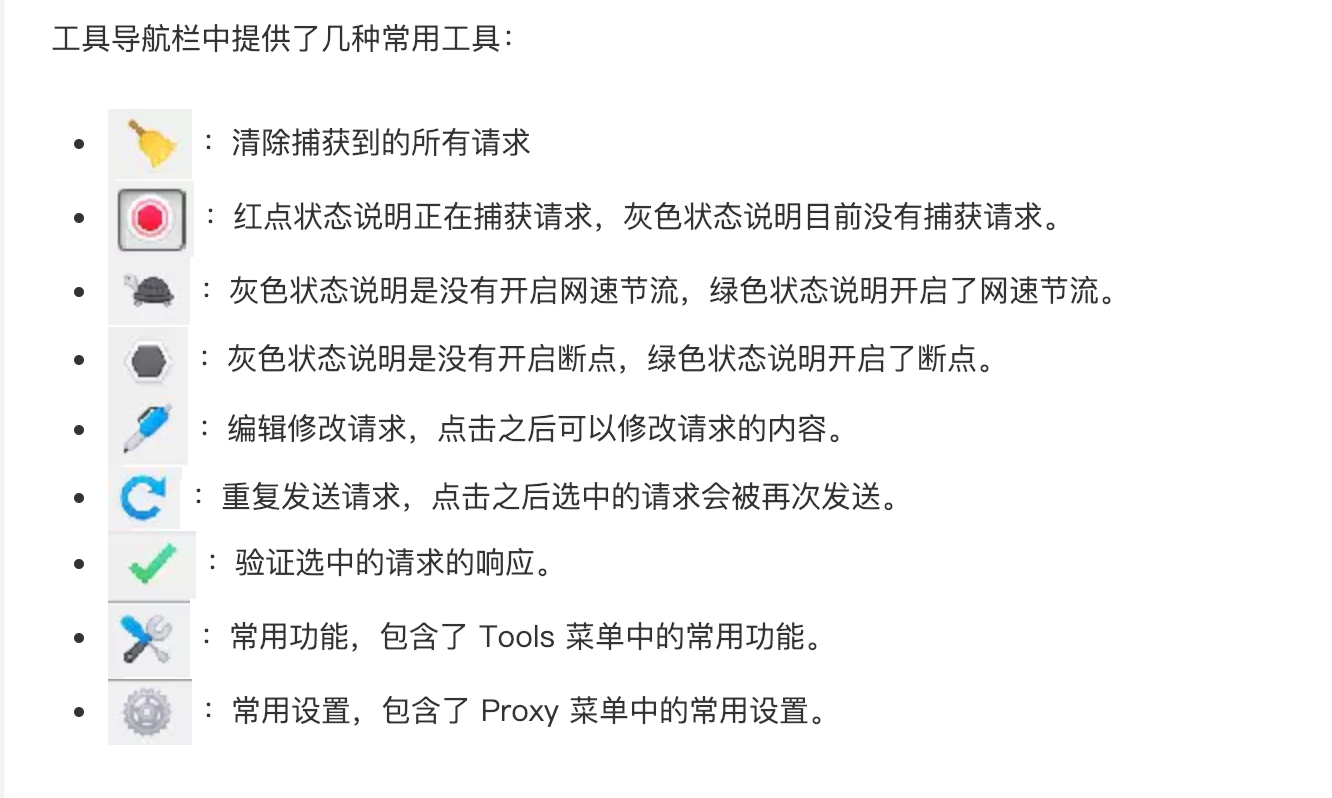 工具导航栏中提供了几种常用工具：
：清除捕获到的所有请求
：红点状态说明正在捕获请求，灰色状态说明目前没有捕获请求。
：灰色状态说明是没有开启网速节流，绿色状态说明开启了网速节流。
：灰色状态说明是没有开启断点，绿色状态说明开启了断点。
：编辑修改请求，点击之后可以修改请求的内容。
：重复发送请求，点击之后选中的请求会被再次发送。
：验证选中的请求的响应。
：常用功能，包含了 Tools 菜单中的常用功能。
：常用设置，包含了 Proxy 菜单中的常用设置。